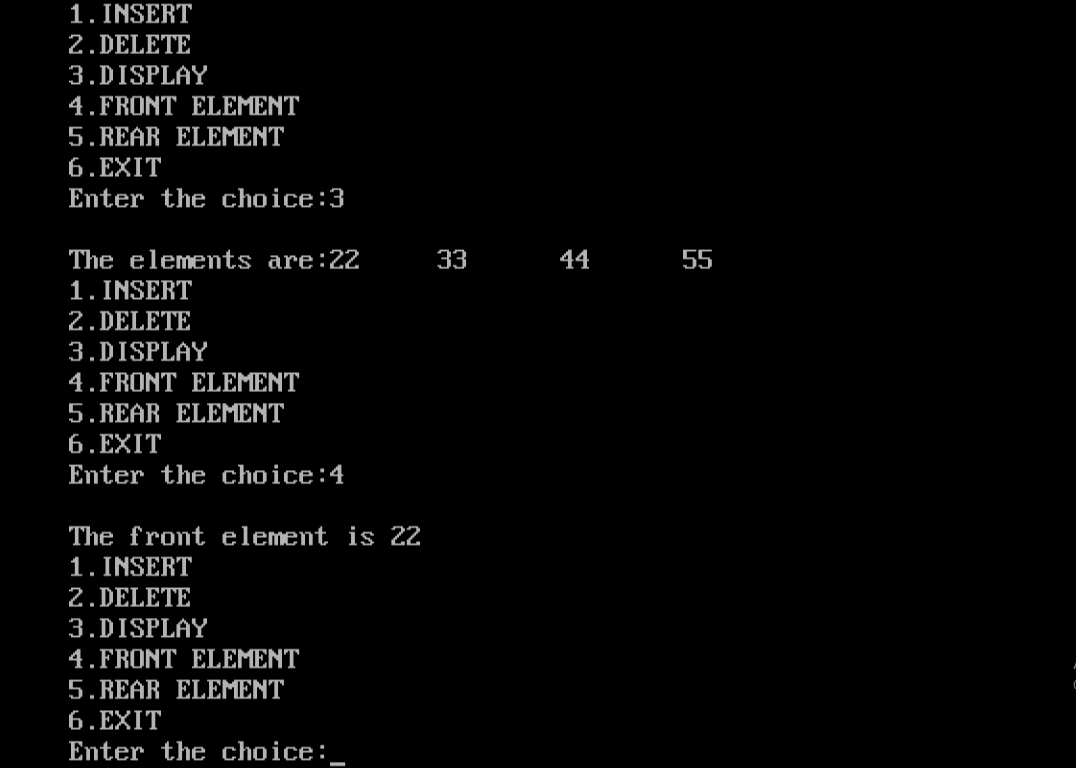 1.INSERT
2.DELETE
3.DISPLAY
4.FRONT ELEMENT
5.REAR ELEMENT
6.EXIT
Enter the choice:3
The elements are:22 33 44 55
1.INSERT
2.DELETE
3.DISPLAY
4.FRONT ELEMENT
5.REAR ELEMENT
6.EXIT
Enter the choice:4
The front element is 22
1.INSERT
2.DELETE
3.DISPLAY
4.FRONT ELEMENT
5.REAR ELEMENT
6.EXIT
Enter the choice:_